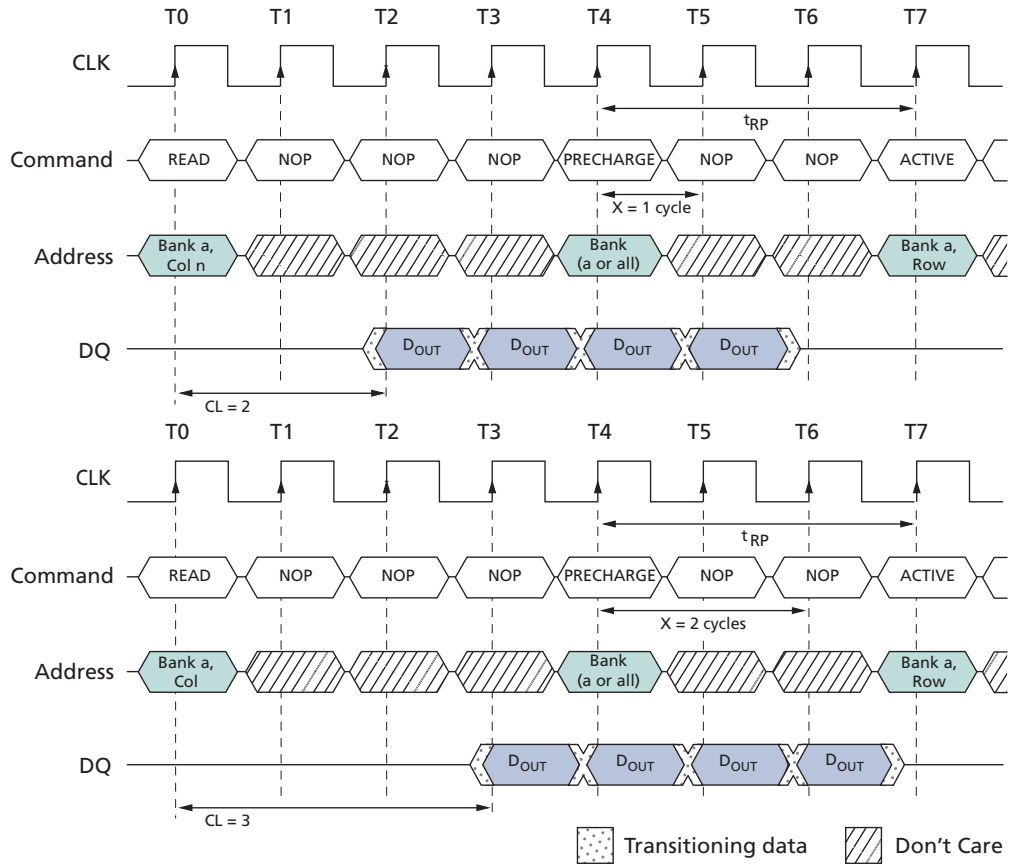 T0 T1 T2 T3 T4 T5 T6 T7
CLK
tRP
Command READ NOP NOP NOP PRECHARGE NOP NOP ACTIVE
X = 1 cycle
Address
Bank a,
Col n
Bank
(a or all)
Bank a,
Row
DQ DOUT DOUT DOUT DOUT
CL = 2
T0 T1 T2 T3 T4 T5 T6 T7
CLK
tRP
Command READ NOP NOP NOP PRECHARGE NOP NOP ACTIVE
X = 2 cycles
Address
Bank a,
Col
Bank
(a or all)
Bank a,
Row
DQ DOUT DOUT DOUT DOUT
CL = 3
Transitioning data Don't Care